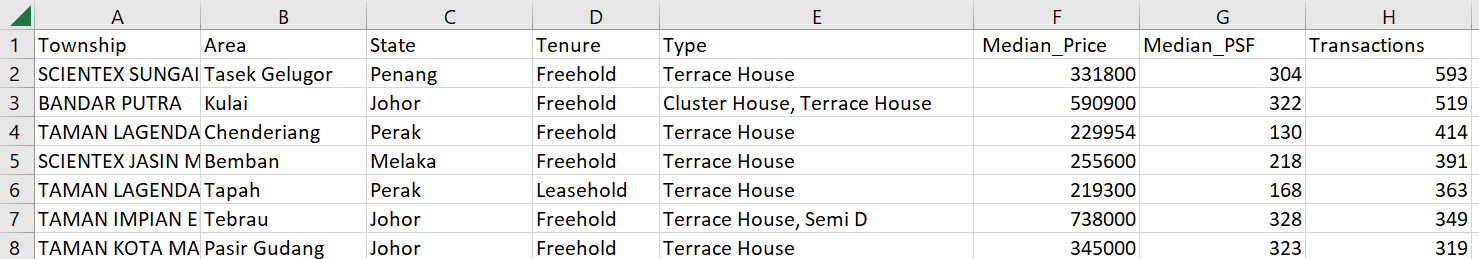 A B C D E F G H
1 Township Area State Tenure Type Median_Price Median_PSF Transactions
2 SCIENTEX SUNGAI Tasek Gelugor Penang Freehold Terrace House 331800 304 593
3 BANDAR PUTRA Kulai Johor Freehold Cluster House, Terrace House 590900 322 519
4 TAMAN LAGENDA Chenderiang Perak Freehold Terrace House 229954 130 414
5 SCIENTEX JASIN M Bemban Melaka Freehold Terrace House 255600 218 391
6 TAMAN LAGENDA Tapah Perak Leasehold Terrace House 219300 168 363
7 TAMAN IMPIAN E Tebrau Johor Freehold Terrace House, Semi D 738000 328 349
8 TAMAN KOTA MA Pasir Gudang Johor Freehold Terrace House 345000 323 319